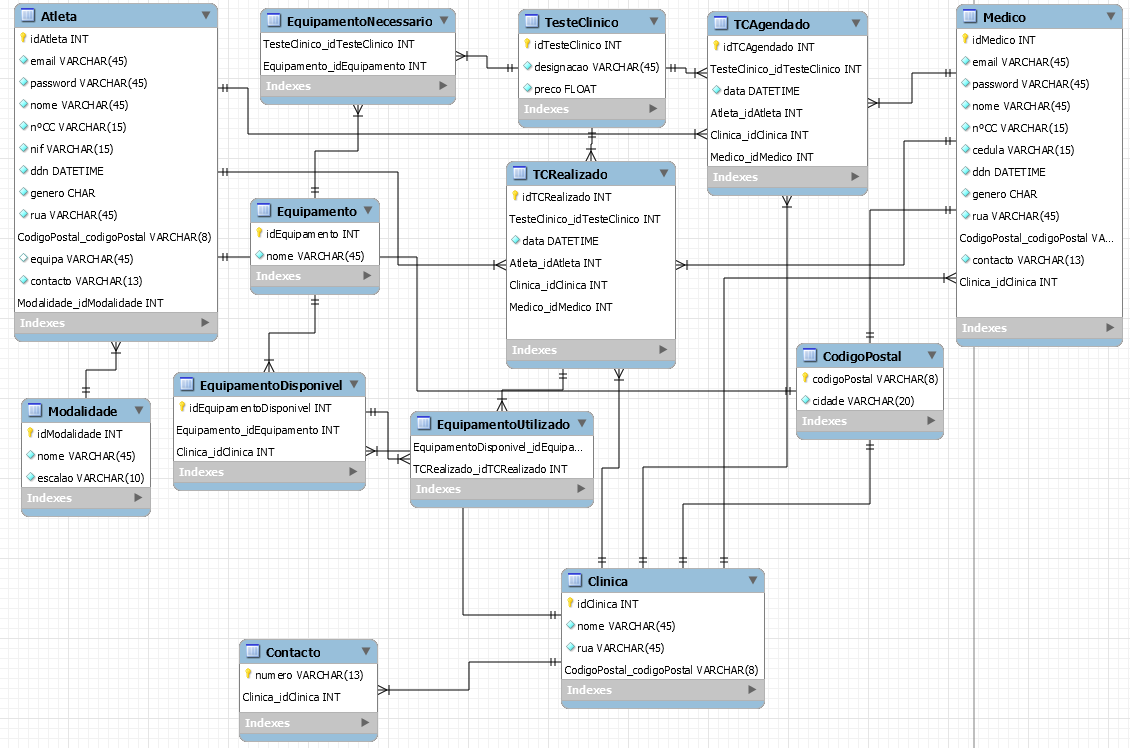 Atleta
idAtleta INT
email VARCHAR(45)
password VARCHAR(45)
nome VARCHAR(45)
nºCC VARCHAR(15)
nif VARCHAR(15)
ddn DATETIME
genero CHAR
rua VARCHAR(45)
CodigoPostal_codigoPostal VARCHAR(8)
equipa VARCHAR(45)
contacto VARCHAR(13)
Modalidade_idModalidade INT
Indexes
EquipamentoNecessario
TesteClinico_idTesteClinico INT
Equipamento_idEquipamento INT
Indexes
TesteClinico
idTesteClinico INT
designacao VARCHAR(45)
preco FLOAT
Indexes
TCAgendado
idTCAgendado INT
TesteClinico_idTesteClinico INT
data DATETIME
Atleta_idAtleta INT
Clinica_idClinica INT
Medico_idMedico INT
Indexes
Medico
idMedico INT
email VARCHAR(45)
password VARCHAR(45)
nome VARCHAR(45)
nºCC VARCHAR(15)
cedula VARCHAR(15)
ddn DATETIME
genero CHAR
rua VARCHAR(45)
CodigoPostal_codigoPostal VA...
contacto VARCHAR(13)
Clinica_idClinica INT
Indexes
Equipamento
idEquipamento INT
nome VARCHAR(45)
Indexes
TCRealizado
idTCRealizado INT
TesteClinico_idTesteClinico INT
data DATETIME
Atleta_idAtleta INT
Clinica_idClinica INT
Medico_idMedico INT
Indexes
CodigoPostal
codigoPostal VARCHAR(8)
cidade VARCHAR(20)
Indexes
Modalidade
idModalidade INT
nome VARCHAR(45)
escalao VARCHAR(10)
Indexes
EquipamentoDisponivel
idEquipamentoDisponivel INT
Equipamento_idEquipamento INT
Clinica_idClinica INT
Indexes
EquipamentoUtilizado
EquipamentoDisponivel_idEquipa...
TCRealizado_idTCRealizado INT
Indexes
Clinica
idClinica INT
nome VARCHAR(45)
rua VARCHAR(45)
CodigoPostal_codigoPostal VARCHAR(8)
Indexes
Contacto
numero VARCHAR(13)
Clinica_idClinica INT
Indexes